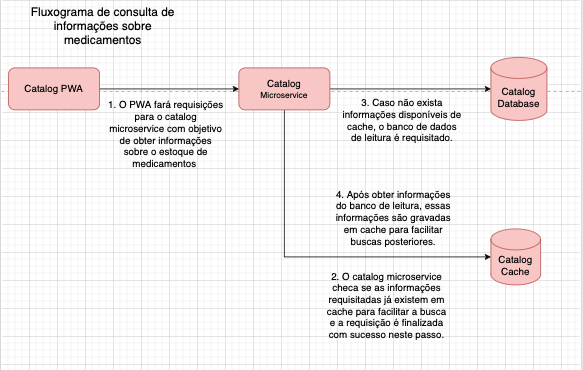 Fluxograma de consulta de
informações sobre
medicamentos
Catalog PWA
Catalog
Microservice
Catalog
Database
1. O PWA fará requisições
para o catalog
microservice com objetivo
de obter informações
sobre o estoque de
medicamentos
3. Caso não exista
informações disponíveis de
cache, o banco de dados
de leitura é requisitado.
4. Após obter informações
do banco de leitura, essas
informações são gravadas
em cache para facilitar
buscas posteriores.
Catalog
Cache
2. O catalog microservice
checa se as informações
requisitadas já existem em
cache para facilitar a busca
e a requisição é finalizada
com sucesso neste passo.